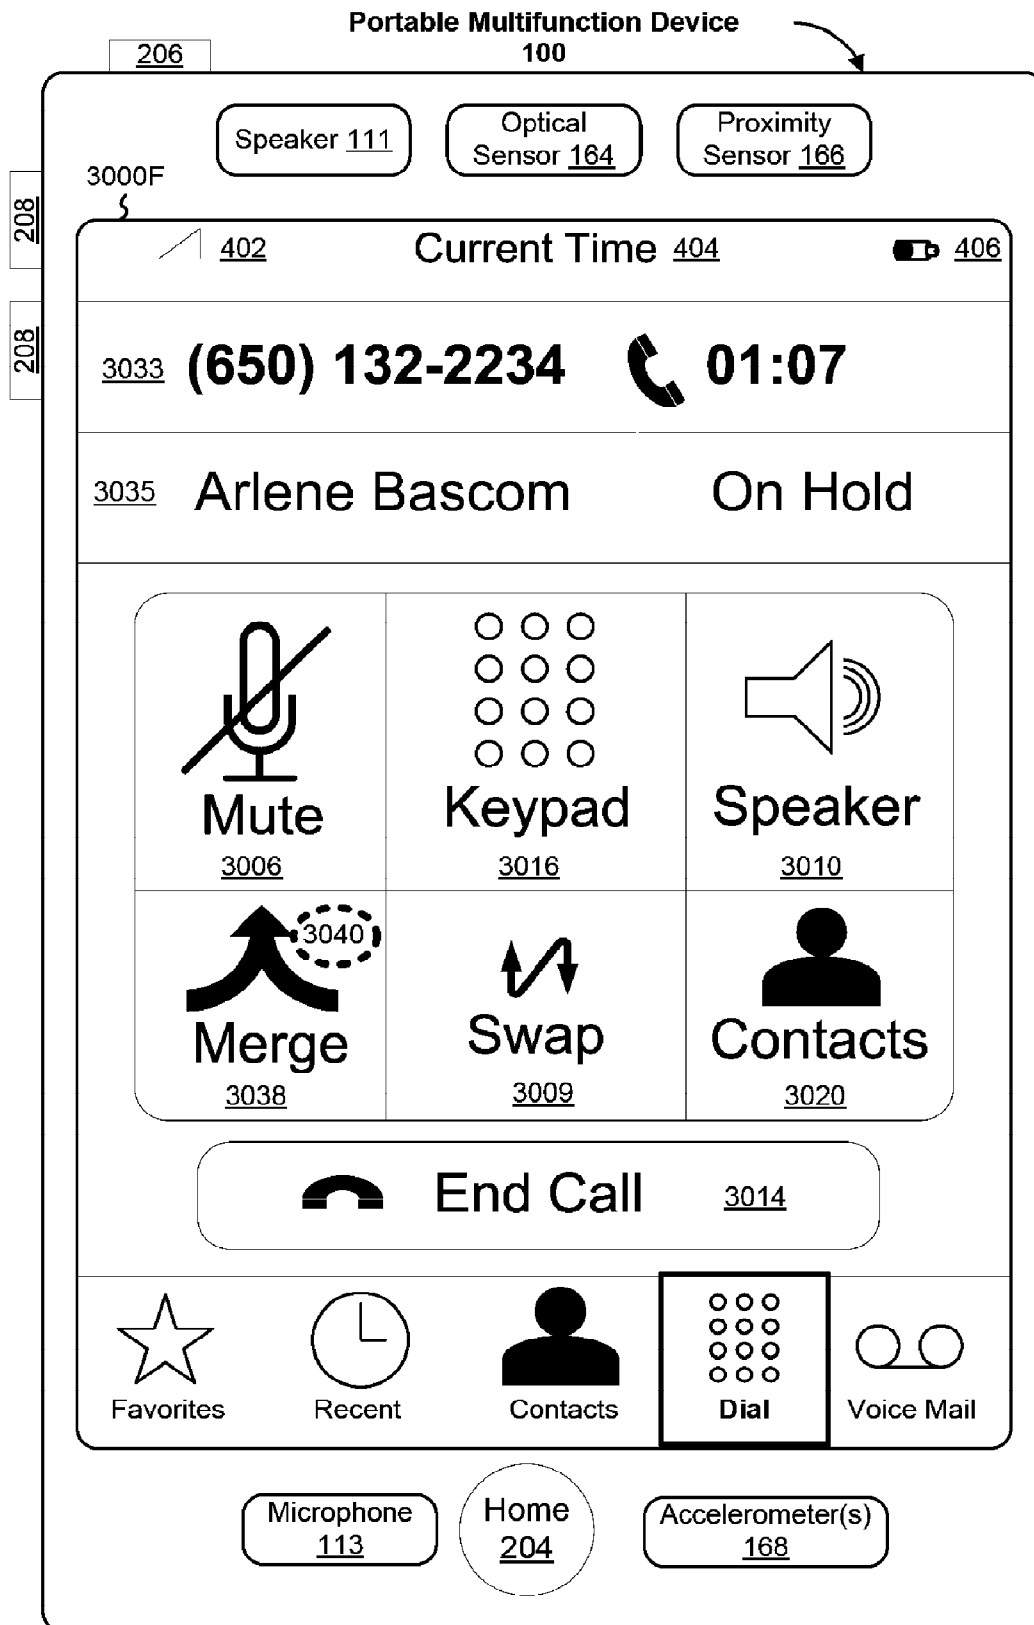 Portable Multifunction Device
100
206
Speaker 111
Optical
Sensor 164
Proximity
Sensor 166
3000F
208
208
402
Current Time 404
406
3033 (650) 132-2234 01:07
3035 Arlene Bascom On Hold
Mute
3006
Keypad
3016
Speaker
3010
3040
Merge
3038
Swap
3009
Contacts
3020
End Call 3014
Favorites
Recent
Contacts
Dial
Voice Mail
Microphone
113
Home
204
Accelerometer(s)
168